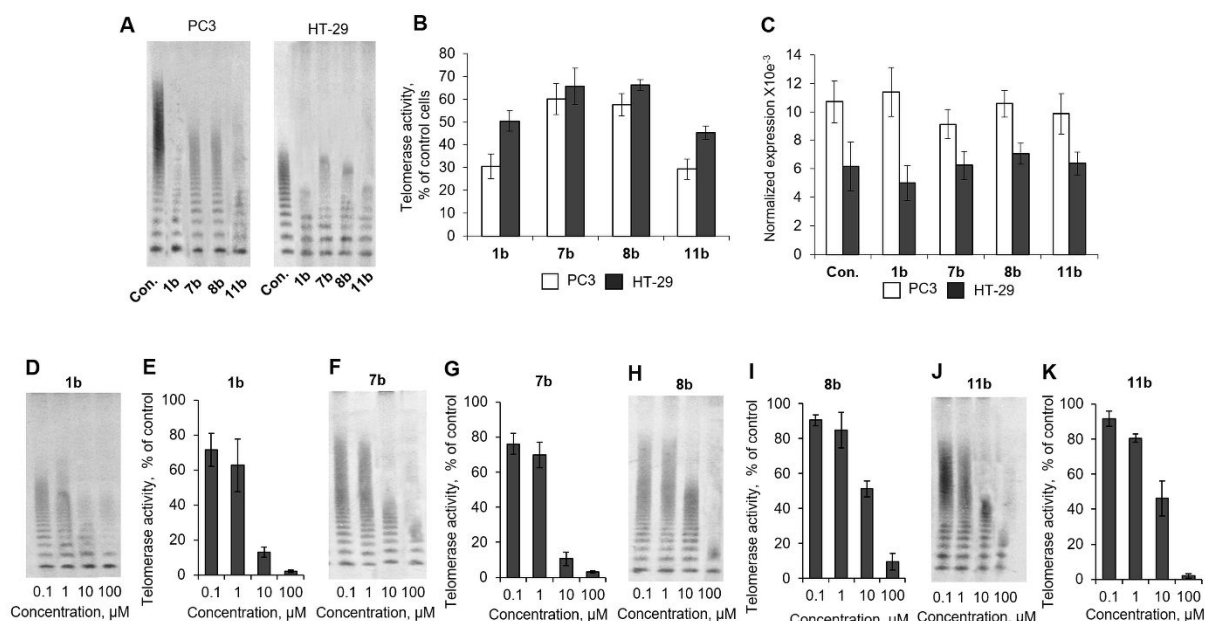 A
PC3
HT-29
Con.
1b
7b
8b
11b
Con.
1b
7b
8b
11b
B
Telomerase activity,
% of control cells
80
70
60
50
40
30
20
10
0
1b
7b
8b
11b
PC3
HT-29
C
Normalized expression X10e⁻³
14
12
10
8
6
4
2
0
Con.
1b
7b
8b
11b
PC3
HT-29
D
1b
0.1 1 10 100
Concentration, µM
E
1b
Telomerase activity, % of control
100
80
60
40
20
0
0.1 1 10 100
Concentration, µM
F
7b
0.1 1 10 100
Concentration, µM
G
7b
Telomerase activity, % of control
100
80
60
40
20
0
0.1 1 10 100
Concentration, µM
H
8b
0.1 1 10 100
Concentration, µM
I
8b
Telomerase activity, % of control
100
80
60
40
20
0
0.1 1 10 100
Concentration, µM
J
11b
0.1 1 10 100
Concentration, µM
K
11b
Telomerase activity, % of control
100
80
60
40
20
0
0.1 1 10 100
Concentration, µM